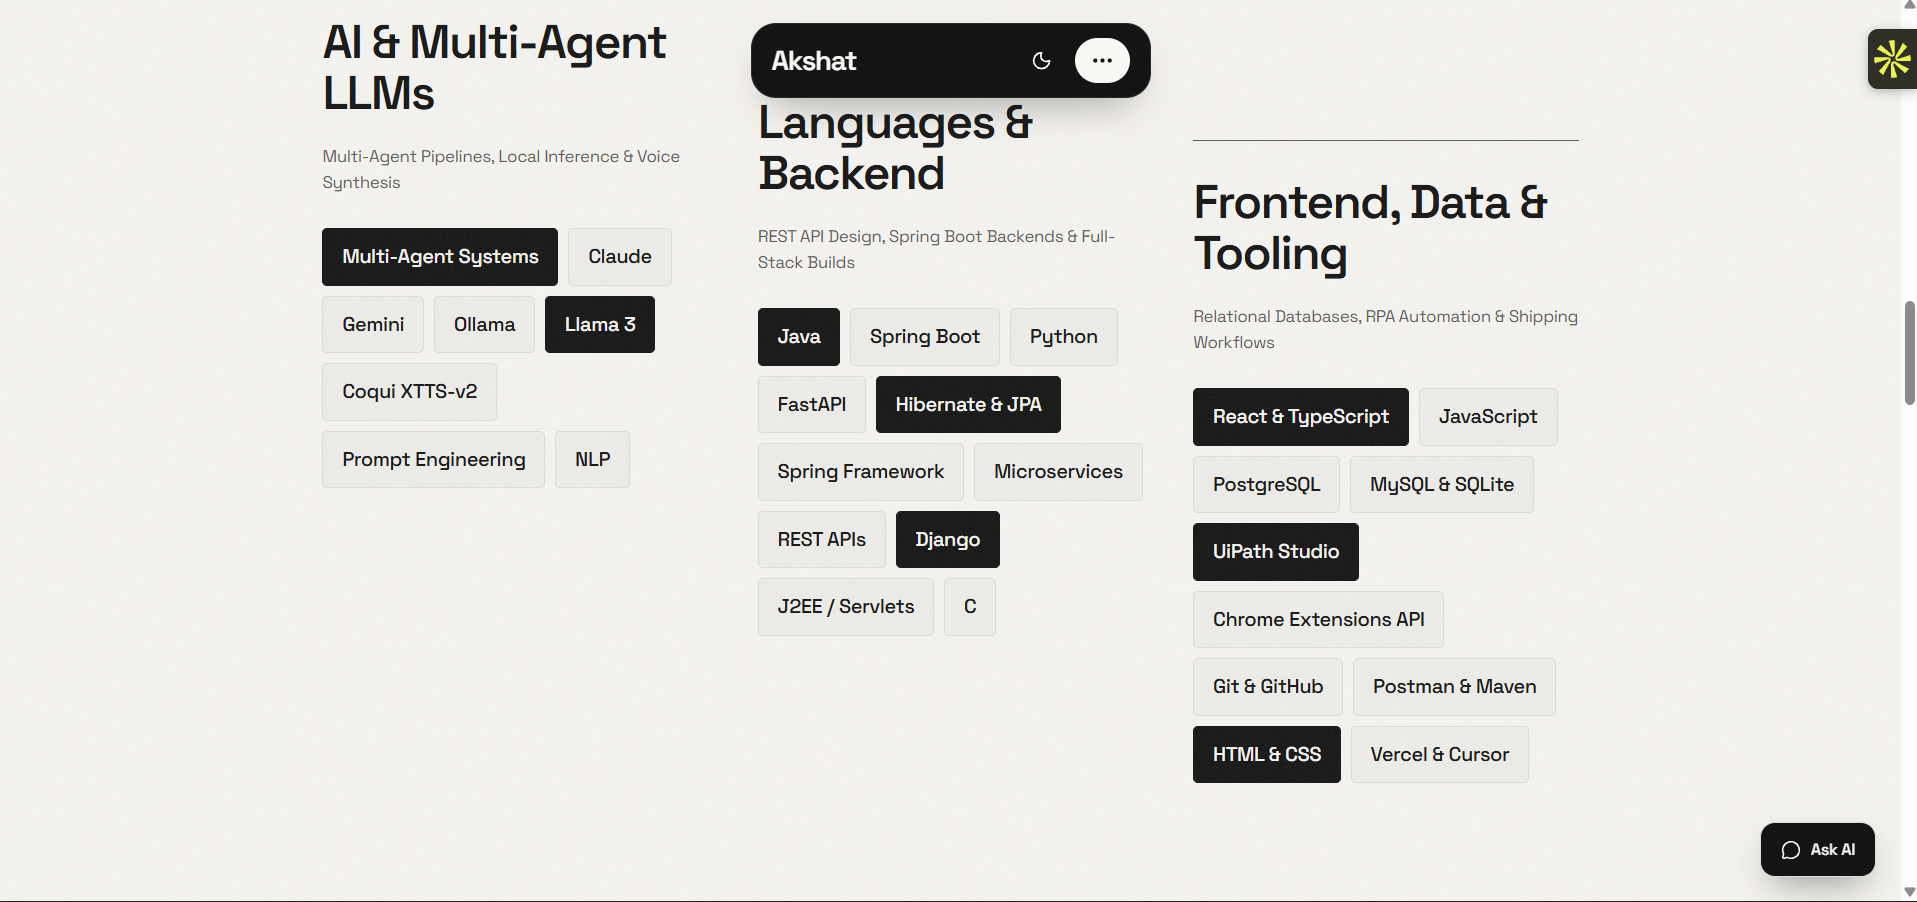 Akshat
AI & Multi-Agent
LLMs
Multi-Agent Pipelines, Local Inference & Voice
Synthesis
Multi-Agent Systems
Claude
Gemini
Ollama
Llama 3
Coqui XTTS-v2
Prompt Engineering
NLP
Languages &
Backend
REST API Design, Spring Boot Backends & Full-
Stack Builds
Java
Spring Boot
Python
FastAPI
Hibernate & JPA
Spring Framework
Microservices
REST APIs
Django
J2EE / Servlets
C
Frontend, Data &
Tooling
Relational Databases, RPA Automation & Shipping
Workflows
React & TypeScript
JavaScript
PostgreSQL
MySQL & SQLite
UiPath Studio
Chrome Extensions API
Git & GitHub
Postman & Maven
HTML & CSS
Vercel & Cursor
Ask AI